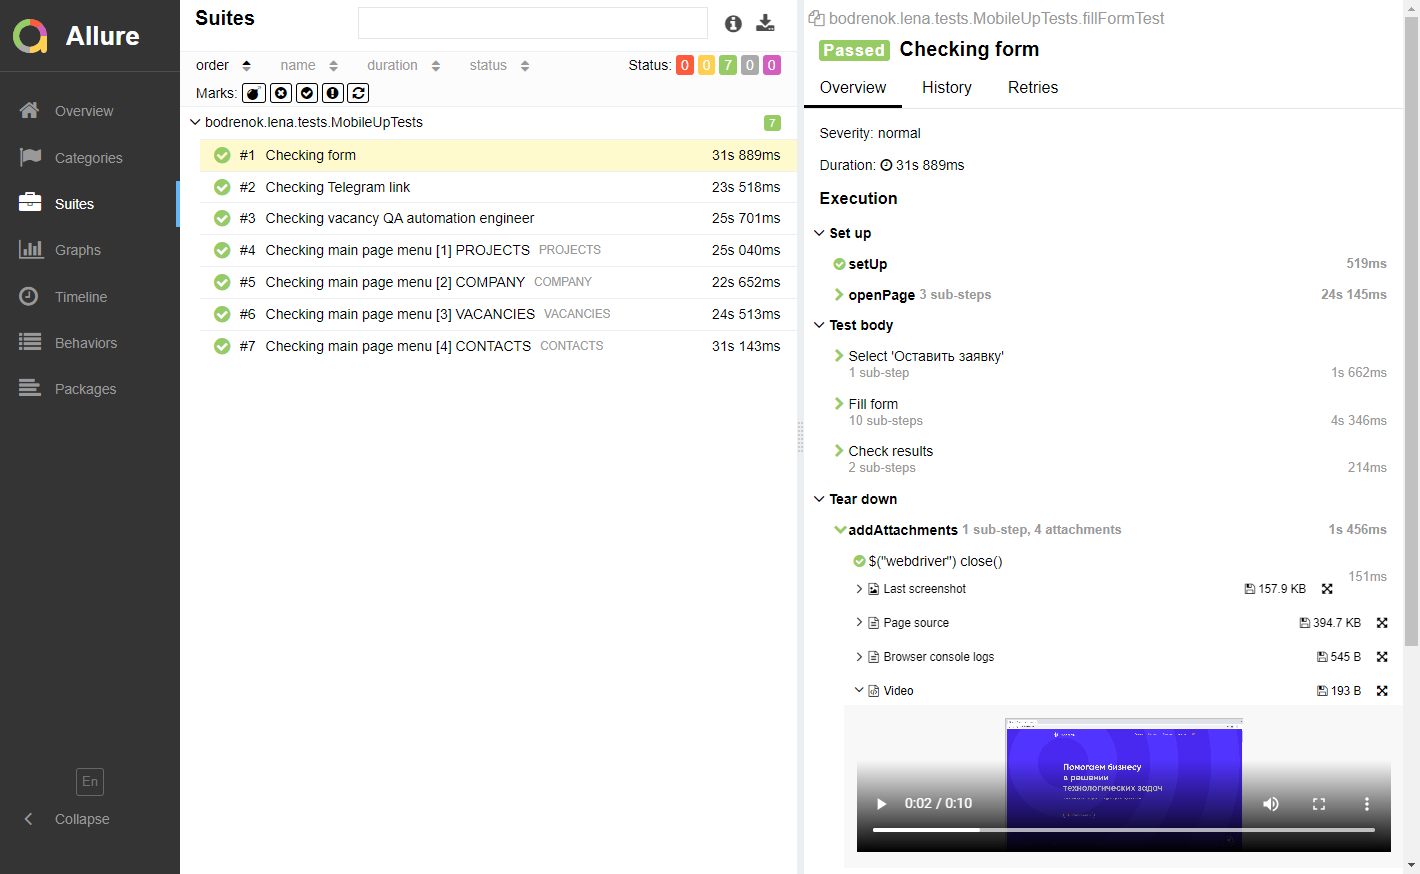 Allure
Overview
Categories
Suites
Graphs
Timeline
Behaviors
Packages
En
Collapse
Suites
order name duration status Status: 0 0 7 0 0
Marks:
bodrenok.lena.tests.MobileUpTests 7
#1 Checking form 31s 889ms
#2 Checking Telegram link 23s 518ms
#3 Checking vacancy QA automation engineer 25s 701ms
#4 Checking main page menu [1] PROJECTS PROJECTS 25s 040ms
#5 Checking main page menu [2] COMPANY COMPANY 22s 652ms
#6 Checking main page menu [3] VACANCIES VACANCIES 24s 513ms
#7 Checking main page menu [4] CONTACTS CONTACTS 31s 143ms
bodrenok.lena.tests.MobileUpTests.fillFormTest
Passed Checking form
Overview History Retries
Severity: normal
Duration: 31s 889ms
Execution
Set up
setUp 519ms
openPage 3 sub-steps 24s 145ms
Test body
Select 'Оставить заявку'
1 sub-step 1s 662ms
Fill form
10 sub-steps 4s 346ms
Check results
2 sub-steps 214ms
Tear down
addAttachments 1 sub-step, 4 attachments 1s 456ms
$("webdriver") close()
151ms
Last screenshot 157.9 KB
Page source 394.7 KB
Browser console logs 545 B
Video 193 B
Помогаем бизнесу
в решении
технологических задач
0:02 / 0:10